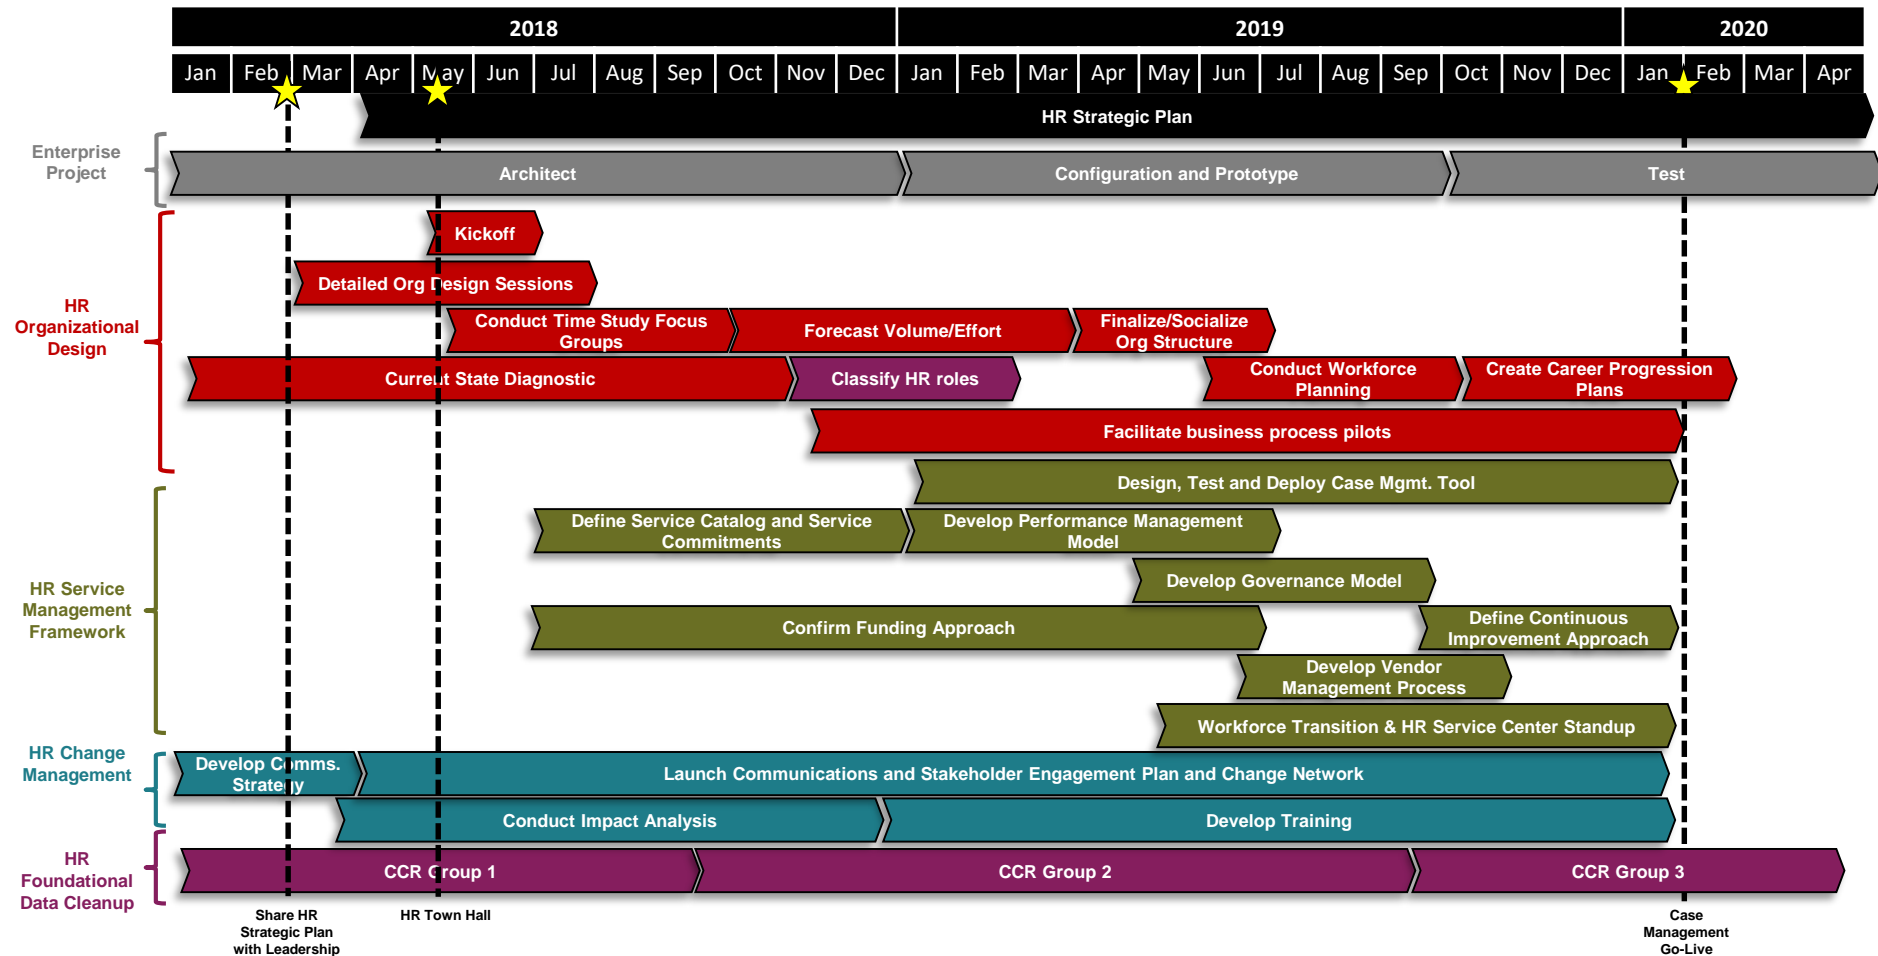 2018
2019
2020
Jan Feb Mar Apr May Jun Jul Aug Sep Oct Nov Dec Jan Feb Mar Apr May Jun Jul Aug Sep Oct Nov Dec Jan Feb Mar Apr
HR Strategic Plan
Enterprise
Project
Architect
Configuration and Prototype
Test
HR
Organizational
Design
Kickoff
Detailed Org Design Sessions
Conduct Time Study Focus
Groups
Forecast Volume/Effort
Finalize/Socialize
Org Structure
Current State Diagnostic
Classify HR roles
Conduct Workforce
Planning
Create Career Progression
Plans
Facilitate business process pilots
HR Service
Management
Framework
Design, Test and Deploy Case Mgmt. Tool
Define Service Catalog and Service
Commitments
Develop Performance Management
Model
Develop Governance Model
Confirm Funding Approach
Define Continuous
Improvement Approach
Develop Vendor
Management Process
Workforce Transition & HR Service Center Standup
HR Change
Management
Develop Comms.
Strategy
Launch Communications and Stakeholder Engagement Plan and Change Network
Conduct Impact Analysis
Develop Training
HR
Foundational
Data Cleanup
CCR Group 1
CCR Group 2
CCR Group 3
Share HR
Strategic Plan
with Leadership
HR Town Hall
Case
Management
Go-Live